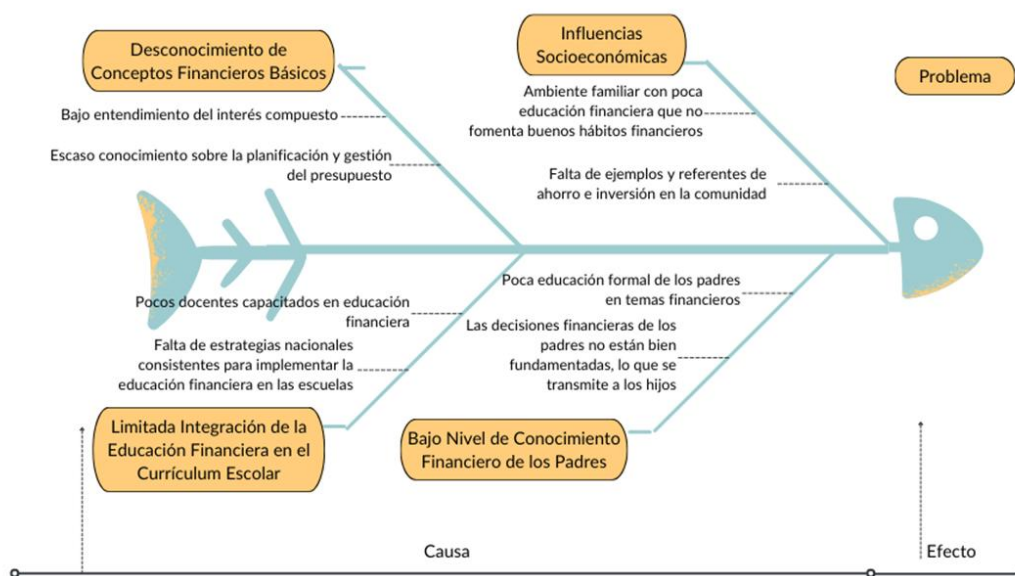 Desconocimiento de
Conceptos Financieros Básicos
Influencias
Socioeconómicas
Problema
Bajo entendimiento del interés compuesto
Escaso conocimiento sobre la planificación y gestión
del presupuesto
Ambiente familiar con poca
educación financiera que no
fomenta buenos hábitos financieros
Falta de ejemplos y referentes de
ahorro e inversión en la comunidad
Pocos docentes capacitados en educación
financiera
Falta de estrategias nacionales
consistentes para implementar la
educación financiera en las escuelas
Poca educación formal de los padres
en temas financieros
Las decisiones financieras de los
padres no están bien
fundamentadas, lo que se
transmite a los hijos
Limitada Integración de la
Educación Financiera en el
Currículum Escolar
Bajo Nivel de Conocimiento
Financiero de los Padres
Causa
Efecto